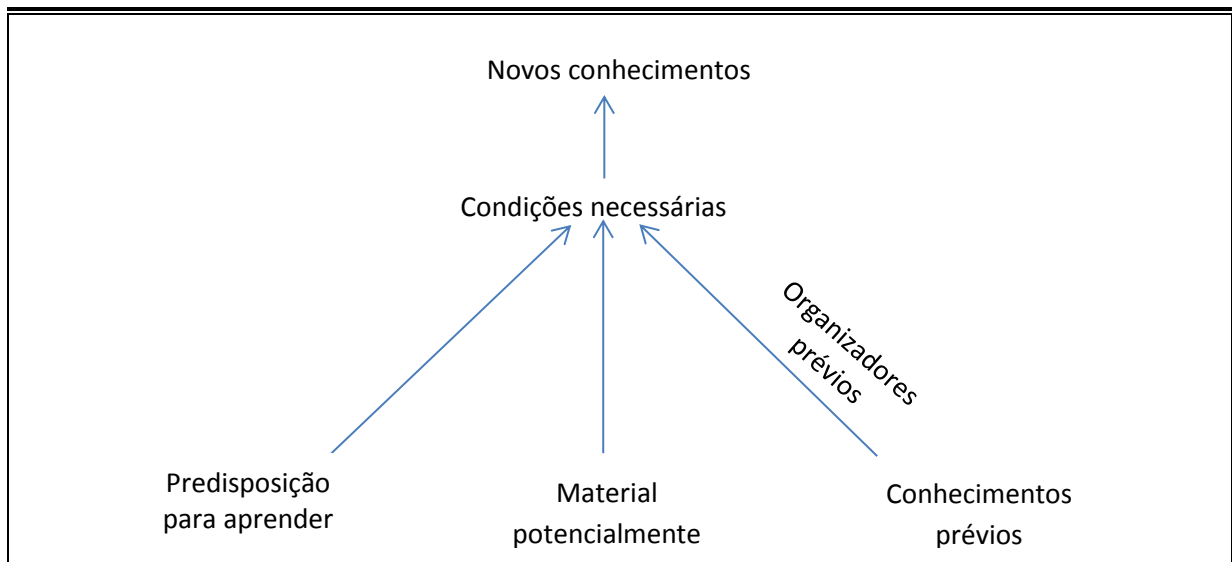 Novos conhecimentos
Condições necessárias
Organizadores
prévios
Predisposição
para aprender
Material
potencialmente
Conhecimentos
prévios